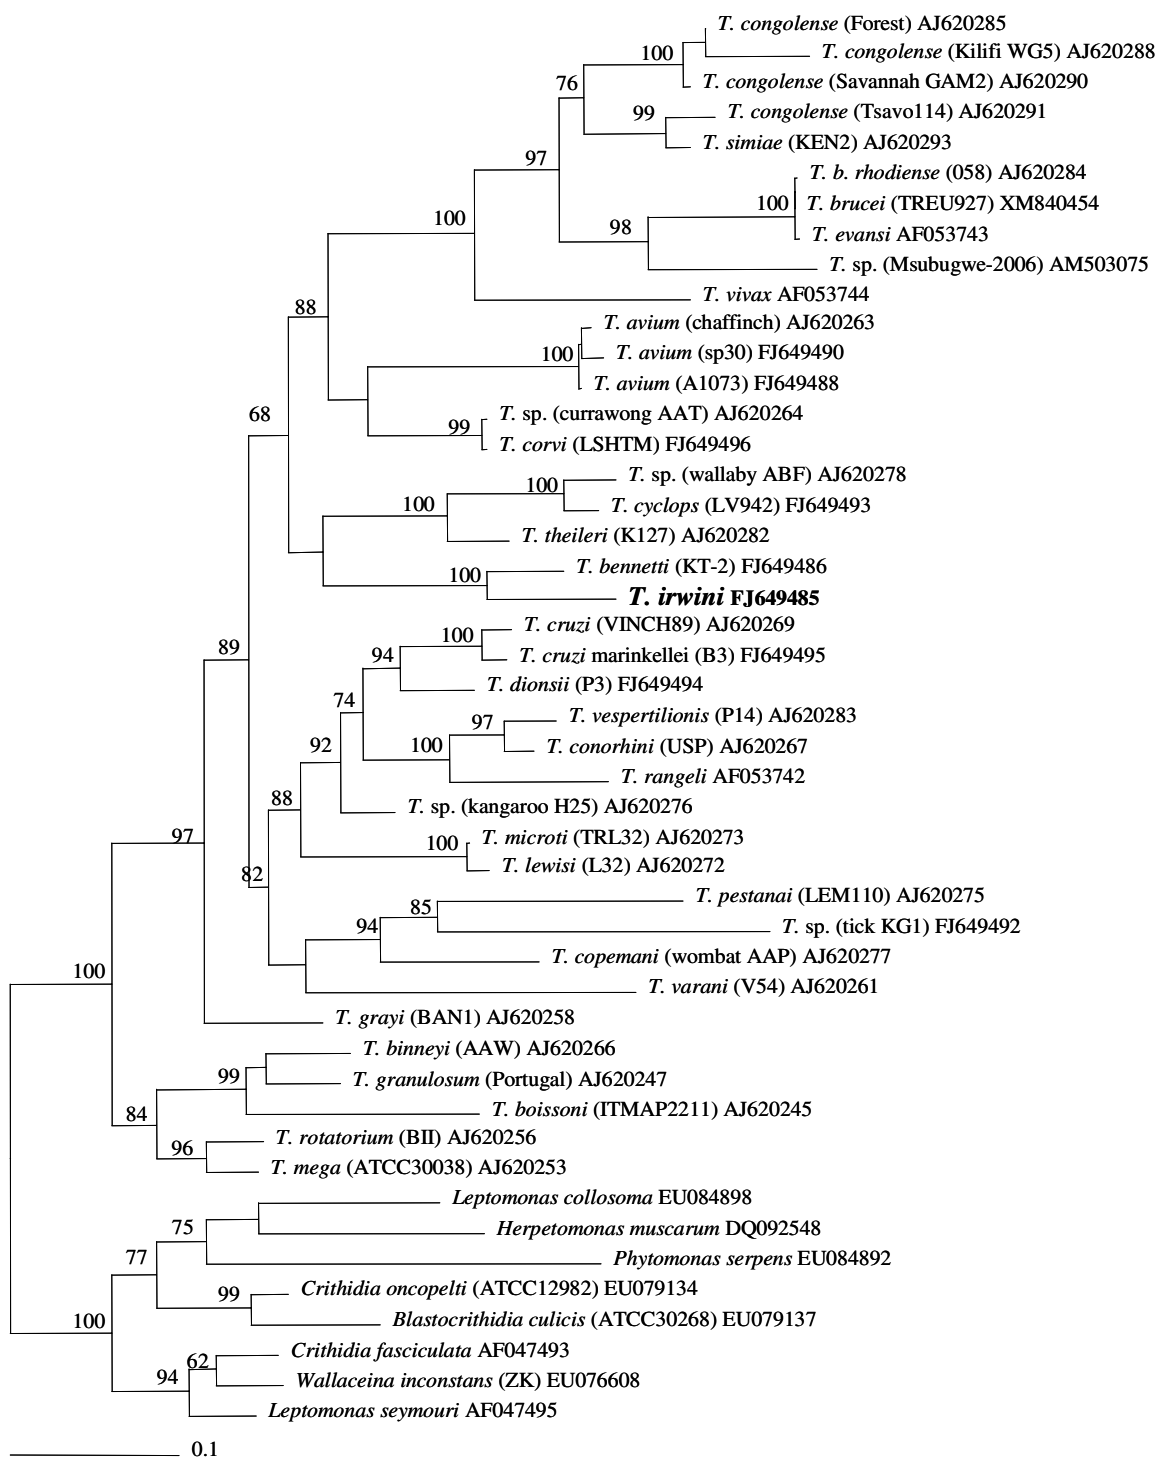 T. congolense (Forest) AJ620285
T. congolense (Kilifi WG5) AJ620288
100
T. congolense (Savannah GAM2) AJ620290
76
T. congolense (Tsavo114) AJ620291
99
T. simiae (KEN2) AJ620293
97
T. b. rhodiense (058) AJ620284
100
T. brucei (TREU927) XM840454
100
98
T. evansi AF053743
T. sp. (Msubugwe-2006) AM503075
T. vivax AF053744
88
T. avium (chaffinch) AJ620263
100
T. avium (sp30) FJ649490
T. avium (A1073) FJ649488
68
T. sp. (currawong AAT) AJ620264
99
T. corvi (LSHTM) FJ649496
T. sp. (wallaby ABF) AJ620278
100
100
T. cyclops (LV942) FJ649493
T. theileri (K127) AJ620282
T. bennetti (KT-2) FJ649486
100
T. irwini FJ649485
T. cruzi (VINCH89) AJ620269
100
89
94
T. cruzi marinkellei (B3) FJ649495
T. dionsii (P3) FJ649494
74
T. vespertilionis (P14) AJ620283
97
92
100
T. conorhini (USP) AJ620267
T. rangeli AF053742
88
T. sp. (kangaroo H25) AJ620276
97
100
T. microti (TRL32) AJ620273
82
T. lewisi (L32) AJ620272
T. pestanai (LEM110) AJ620275
85
94
T. sp. (tick KG1) FJ649492
T. copemani (wombat AAP) AJ620277
100
T. varani (V54) AJ620261
T. grayi (BAN1) AJ620258
T. binneyi (AAW) AJ620266
99
T. granulosum (Portugal) AJ620247
84
T. boissoni (ITMAP2211) AJ620245
T. rotatorium (BII) AJ620256
96
T. mega (ATCC30038) AJ620253
Leptomonas collosoma EU084898
75
Herpetomonas muscarum DQ092548
77
Phytomonas serpens EU084892
Crithidia oncopelti (ATCC12982) EU079134
99
100
Blastocrithidia culicis (ATCC30268) EU079137
Crithidia fasciculata AF047493
62
94
Wallaceina inconstans (ZK) EU076608
Leptomonas seymouri AF047495
0.1